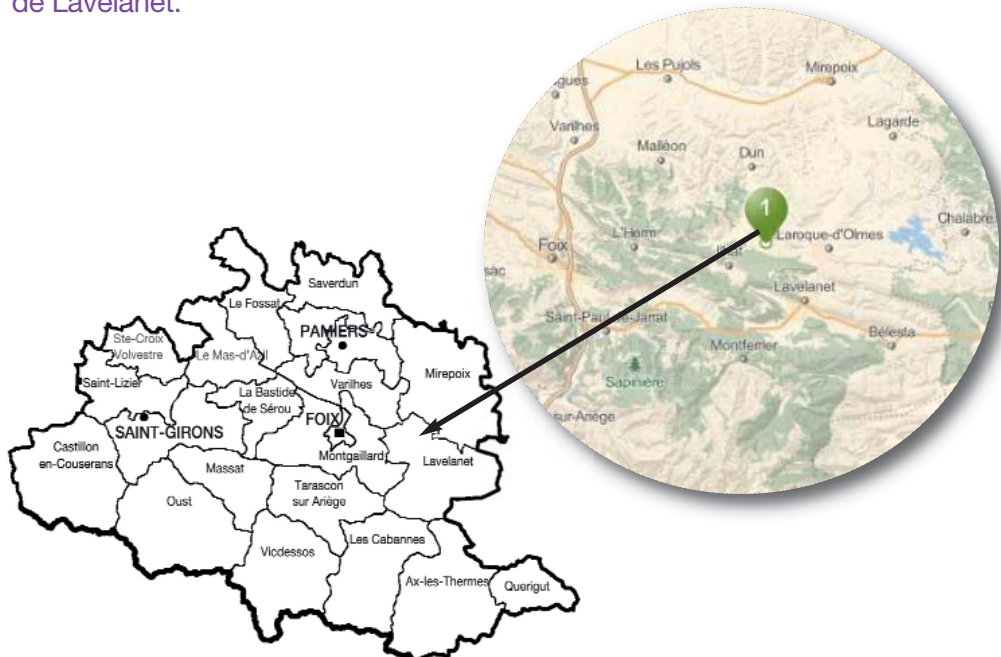 de Lavelanet.
Les Pujols
Mirepoix
Varilhes
Lagarde
Malléon
Dun
1
Chalabre
Foix
L'Herm
Laroque-d'Olmes
Ilhat
Lavelanet
Saint-Paul-de-Jarrat
Montferrier
Bélesta
Sapinière
sur-Ariège
Saverdun
Le Fossat
PAMIERS
Ste-Croix
Volvestre
Le Mas-d'Azil
Mirepoix
Saint-Lizier
Varilhes
La Bastide
de Sérou
FOIX
SAINT-GIRONS
Castillon
en-Couserans
Montgaillard
Lavelanet
Massat
Tarascon
sur Ariège
Oust
Les Cabannes
Vicdessos
Ax-les-Thermes
Querigut